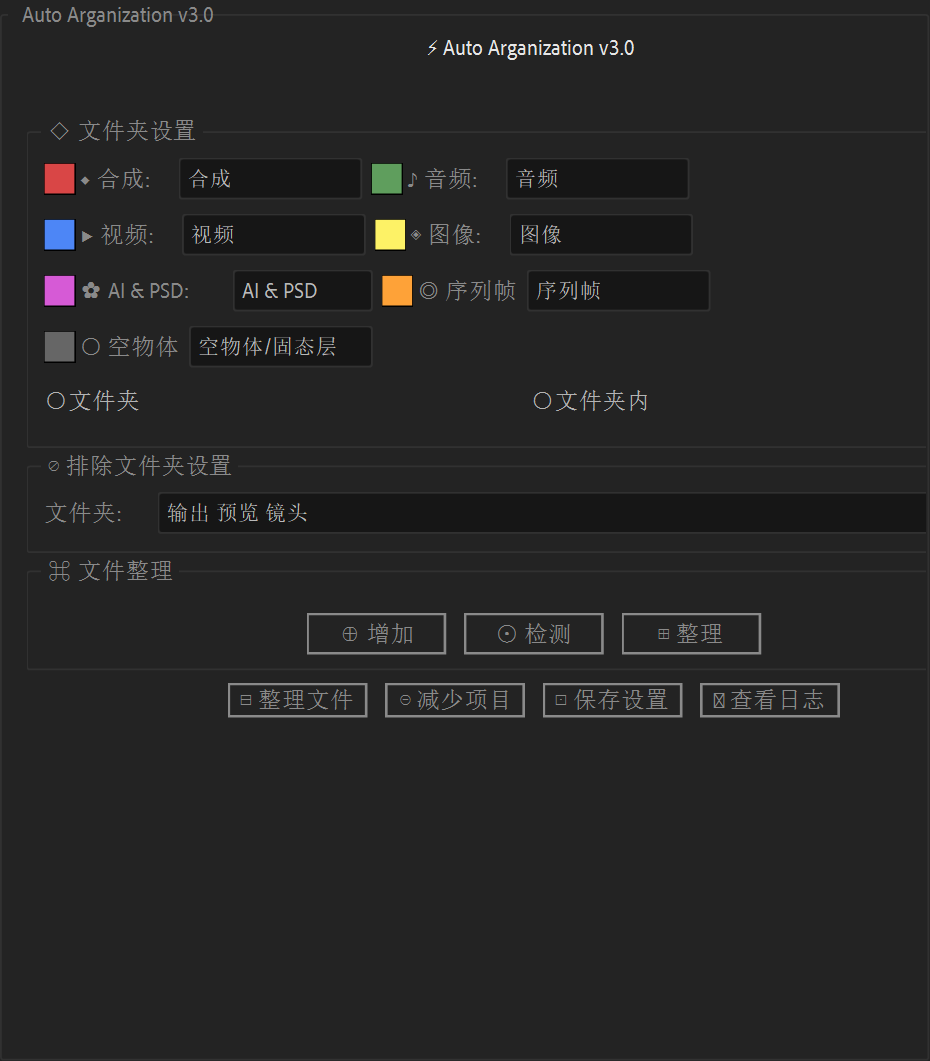 Auto Arganization v3.0
⚡ Auto Arganization v3.0
◇ 文件夹设置
◆ 合成: 合成 ♪ 音频: 音频
▶ 视频: 视频 ◈ 图像: 图像
✿ AI & PSD: AI & PSD ◎ 序列帧 序列帧
○ 空物体 空物体/固态层
○文件夹 ○文件夹内
⊘ 排除文件夹设置
文件夹: 输出 预览 镜头
⌘ 文件整理
⊕ 增加 ⊙ 检测 ⊞ 整理
⊟ 整理文件 ⊝ 减少项目 ⊡ 保存设置 查看日志